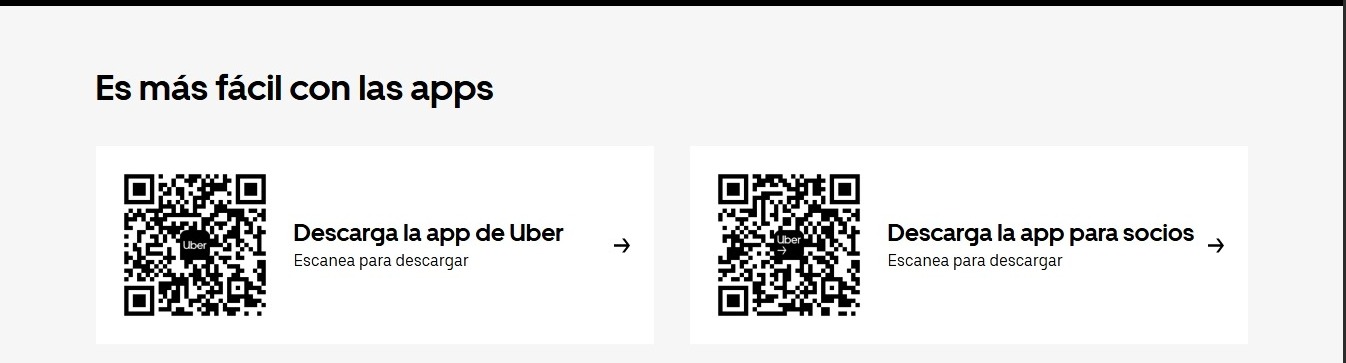 Es más fácil con las apps
Uber
Descarga la app de Uber
Escanea para descargar
Uber
Descarga la app para socios
Escanea para descargar